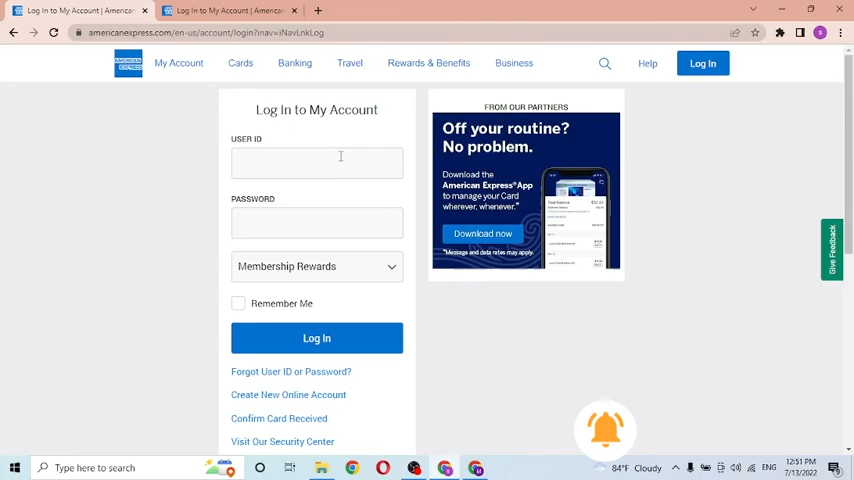 Log In to My Account | American
Log In to My Account | American
americanexpress.com/en-us/account/login?inav=iNavLnkLog
AMERICAN EXPRESS
My Account
Cards
Banking
Travel
Rewards & Benefits
Business
Help
Log In
Log In to My Account
USER ID
PASSWORD
Membership Rewards
Remember Me
Log In
Forgot User ID or Password?
Create New Online Account
Confirm Card Received
Visit Our Security Center
FROM OUR PARTNERS
Off your routine?
No problem.
Download the
American Express® App
to manage your Card
wherever, whenever.*
Download now
*Message and data rates may apply.
Give Feedback
Type here to search
84°F Cloudy
ENG
12:51 PM
7/13/2022